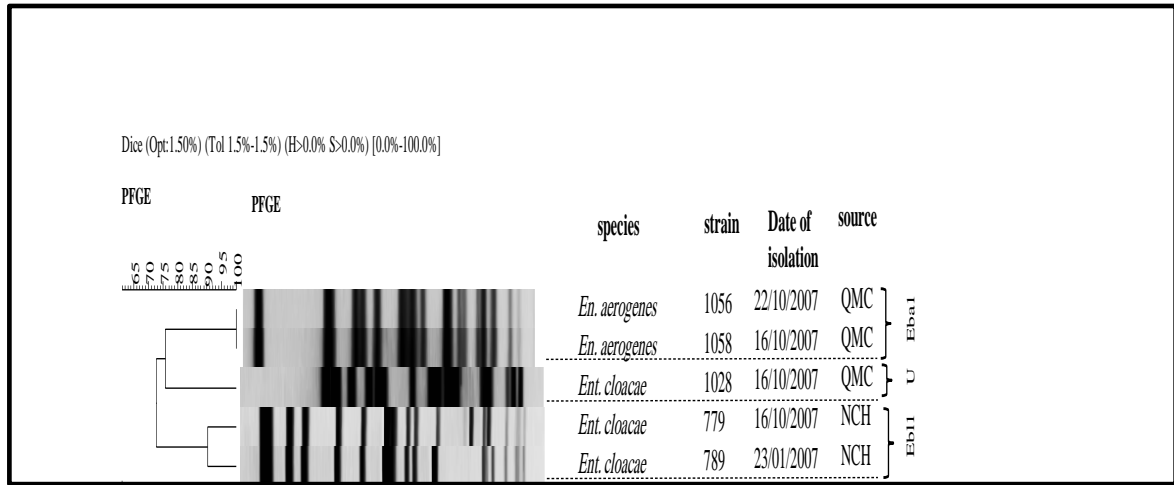 Dice (Opt:1.50%) (Tol 1.5%-1.5%) (H>0.0% S>0.0%) [0.0%-100.0%]
PFGE PFGE
species strain Date of isolation source
65 70 75 80 85 90 95 100
En. aerogenes 1056 22/10/2007 QMC
En. aerogenes 1058 16/10/2007 QMC
Eba1
Ent. cloacae 1028 16/10/2007 QMC U
Ent. cloacae 779 16/10/2007 NCH
Ent. cloacae 789 23/01/2007 NCH
Ebl1